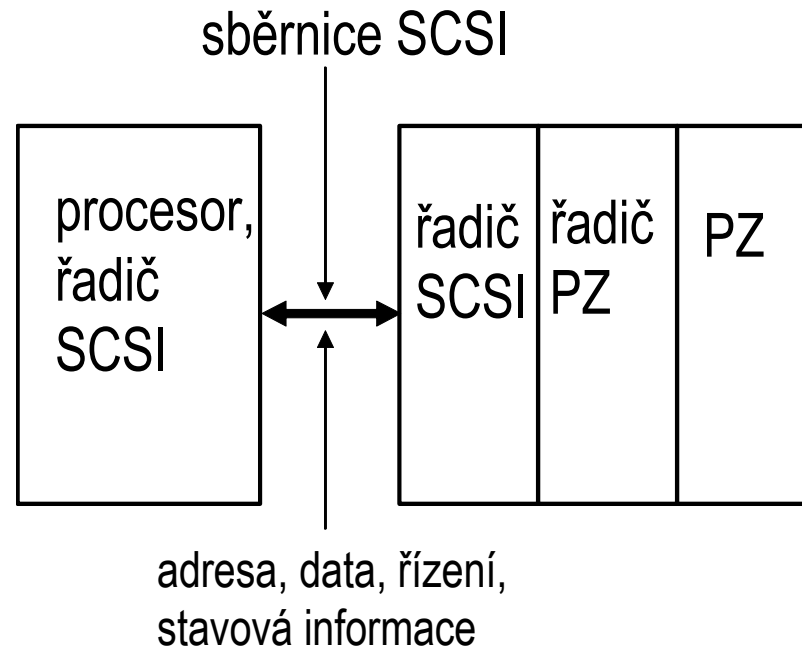 sběrnice SCSI
procesor,
řadič
SCSI
řadič
SCSI
řadič
PZ
PZ
adresa, data, řízení,
stavová informace